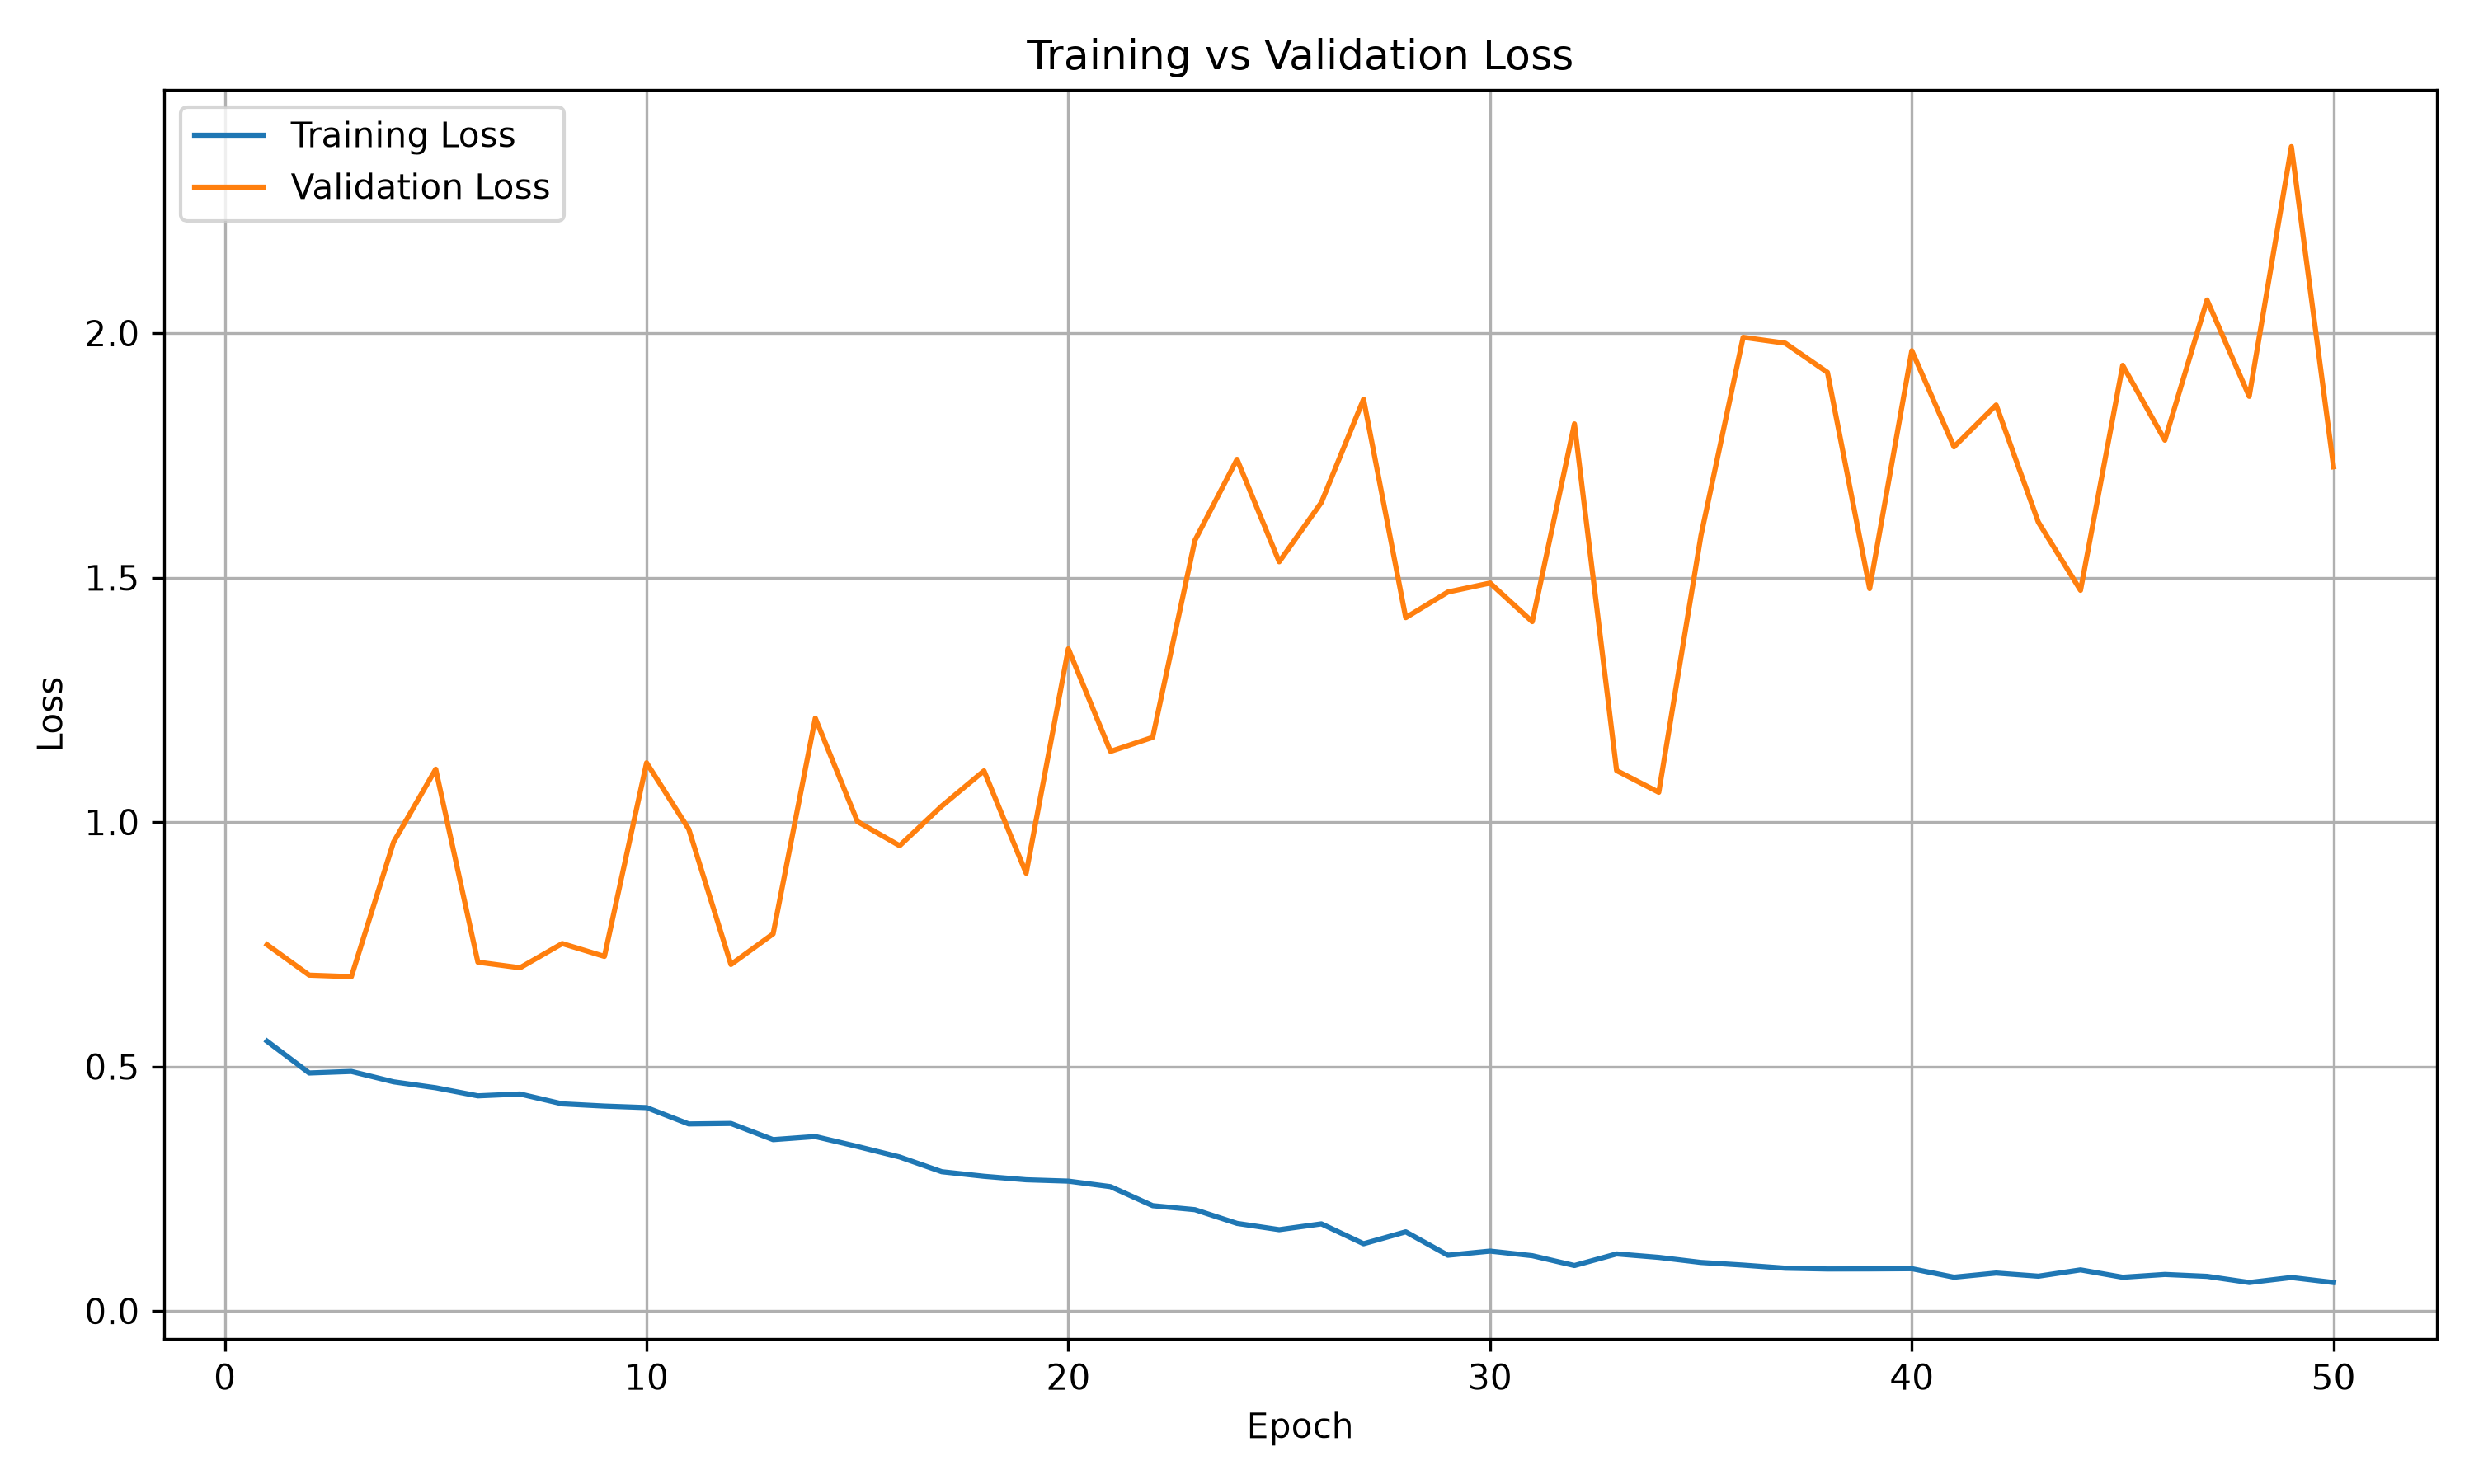 Training vs Validation Loss
Training Loss
Validation Loss
2.0
1.5
1.0
0.5
0.0
Loss
0 10 20 30 40 50
Epoch